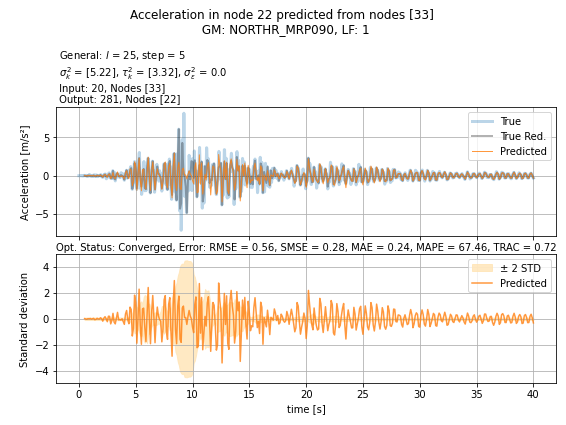 Acceleration in node 22 predicted from nodes [33]
GM: NORTHR_MRP090, LF: 1
General: l = 25, step = 5
σ²ₖ = [5.22], τ²ₖ = [3.32], σ²ε = 0.0
Input: 20, Nodes [33]
Output: 281, Nodes [22]
Acceleration [m/s²]
5
0
−5
True
True Red.
Predicted
Opt. Status: Converged, Error: RMSE = 0.56, SMSE = 0.28, MAE = 0.24, MAPE = 67.46, TRAC = 0.72
Standard deviation
4
2
0
−2
−4
± 2 STD
Predicted
0 5 10 15 20 25 30 35 40
time [s]